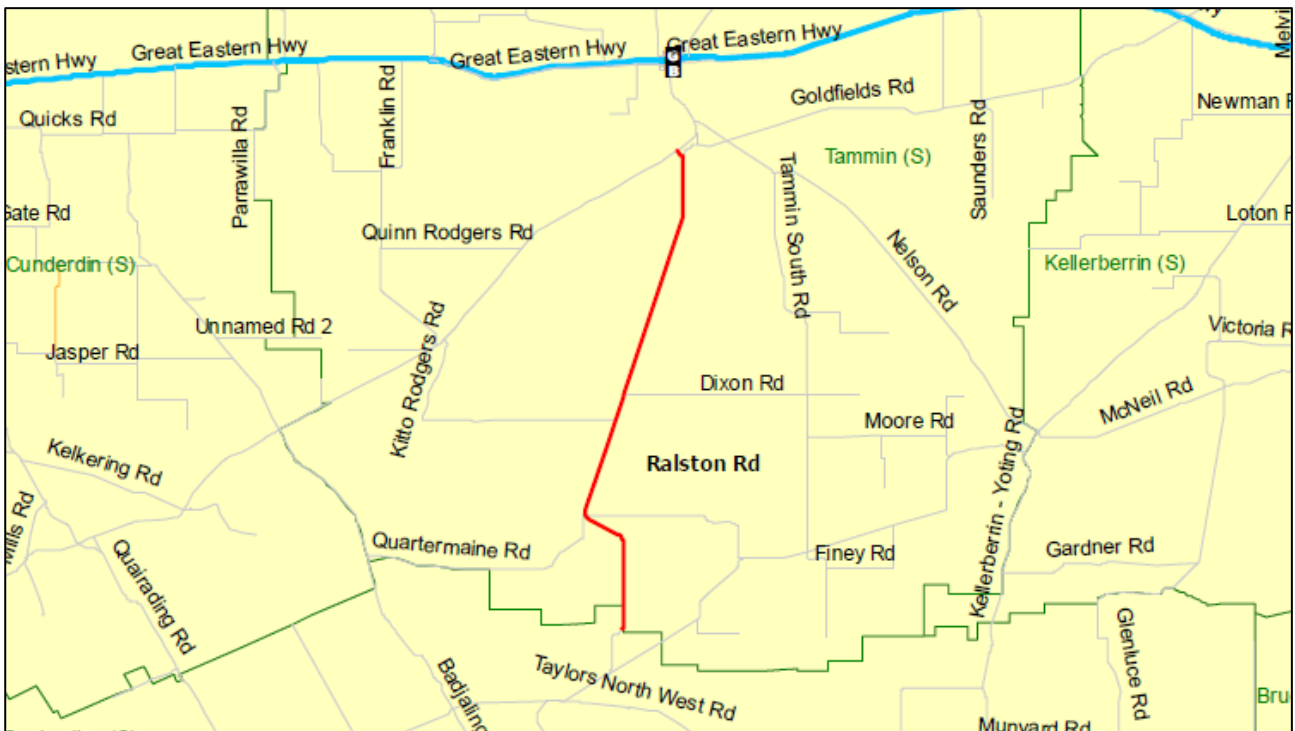 Great Eastern Hwy
stern Hwy
Great Eastern Hwy
Great Eastern Hwy
Quicks Rd
Parrawilla Rd
Franklin Rd
Goldfields Rd
Saunders Rd
Newman R
Tammin (S)
Tammin South Rd
Gate Rd
Quinn Rodgers Rd
Nelson Rd
Loton R
Cunderdin (S)
Kellerberrin (S)
Unnamed Rd 2
Victoria R
Jasper Rd
Kitto Rodgers Rd
Dixon Rd
McNeil Rd
Moore Rd
Kelkering Rd
Ralston Rd
Kellerberrin - Yoting Rd
Mills Rd
Quairading Rd
Quartermaine Rd
Finey Rd
Gardner Rd
Glenluce Rd
Badjaling
Taylors North West Rd
Munyard Rd
Bru